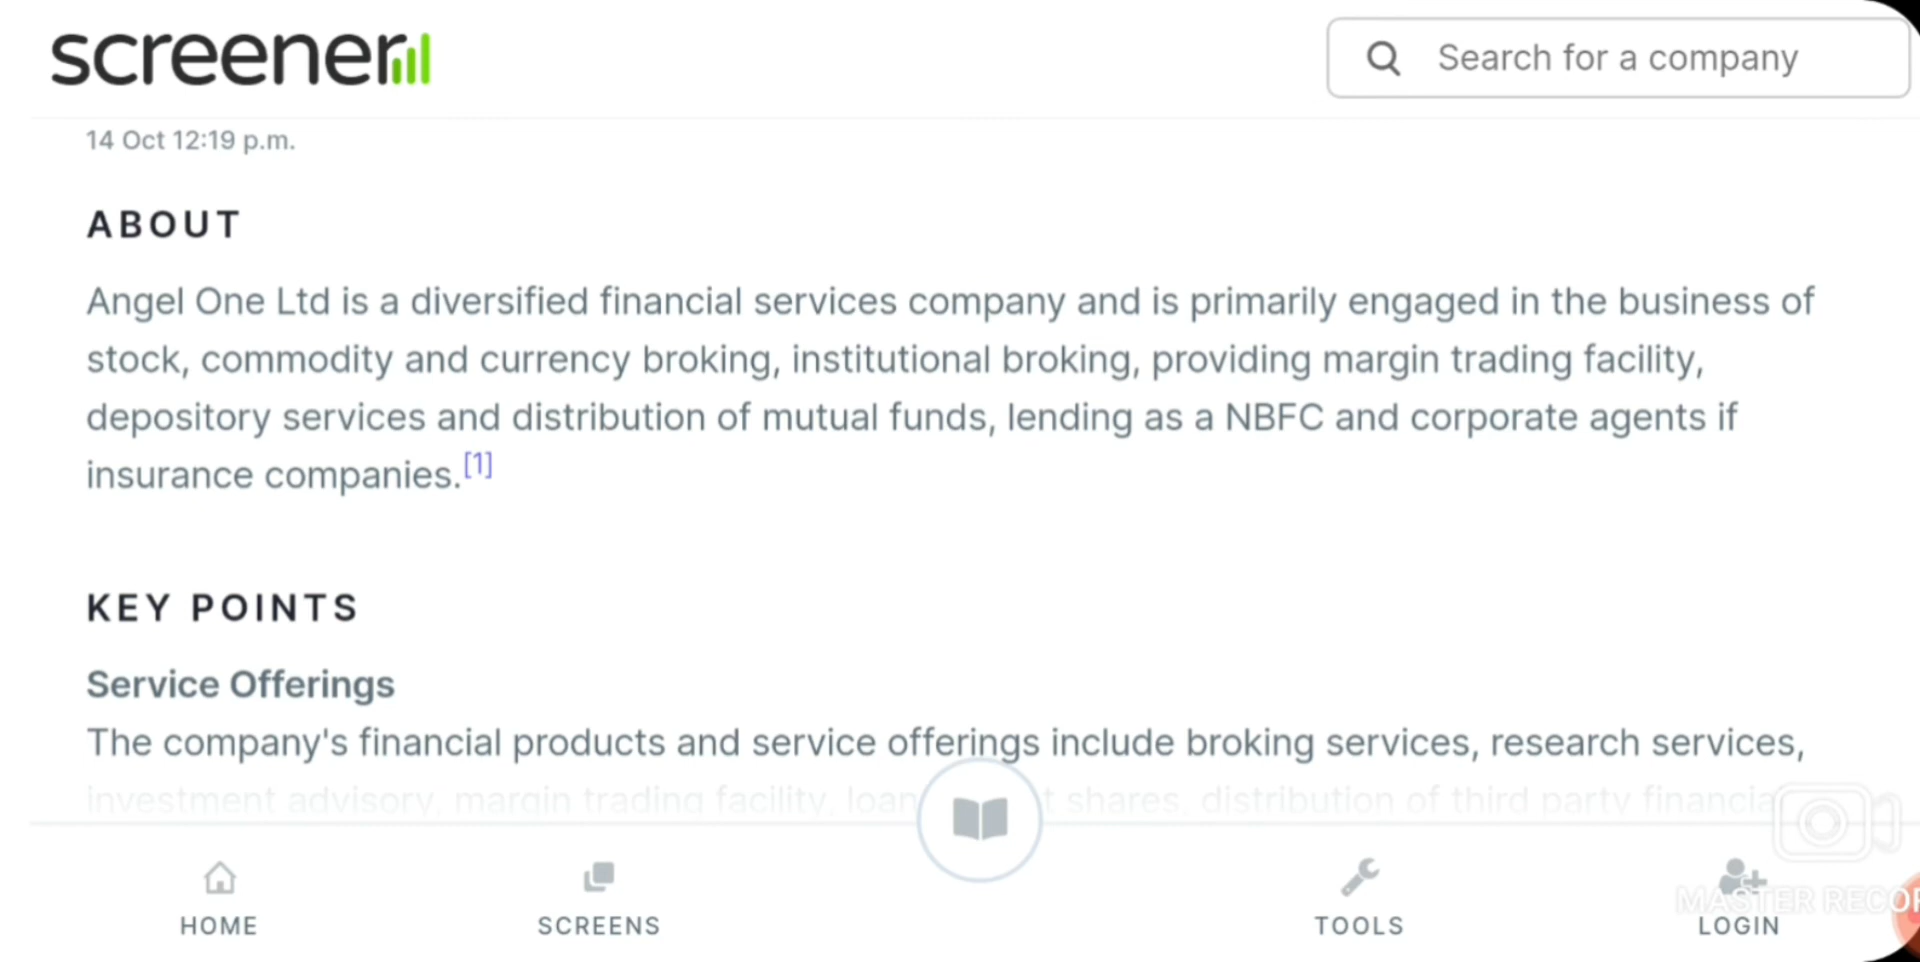 screener
Search for a company
14 Oct 12:19 p.m.
ABOUT
Angel One Ltd is a diversified financial services company and is primarily engaged in the business of
stock, commodity and currency broking, institutional broking, providing margin trading facility,
depository services and distribution of mutual funds, lending as a NBFC and corporate agents if
insurance companies.[1]
KEY POINTS
Service Offerings
The company's financial products and service offerings include broking services, research services,
investment advisory, margin trading facility, loan shares, distribution of third party
HOME
SCREENS
TOOLS
LOGIN
MASTER